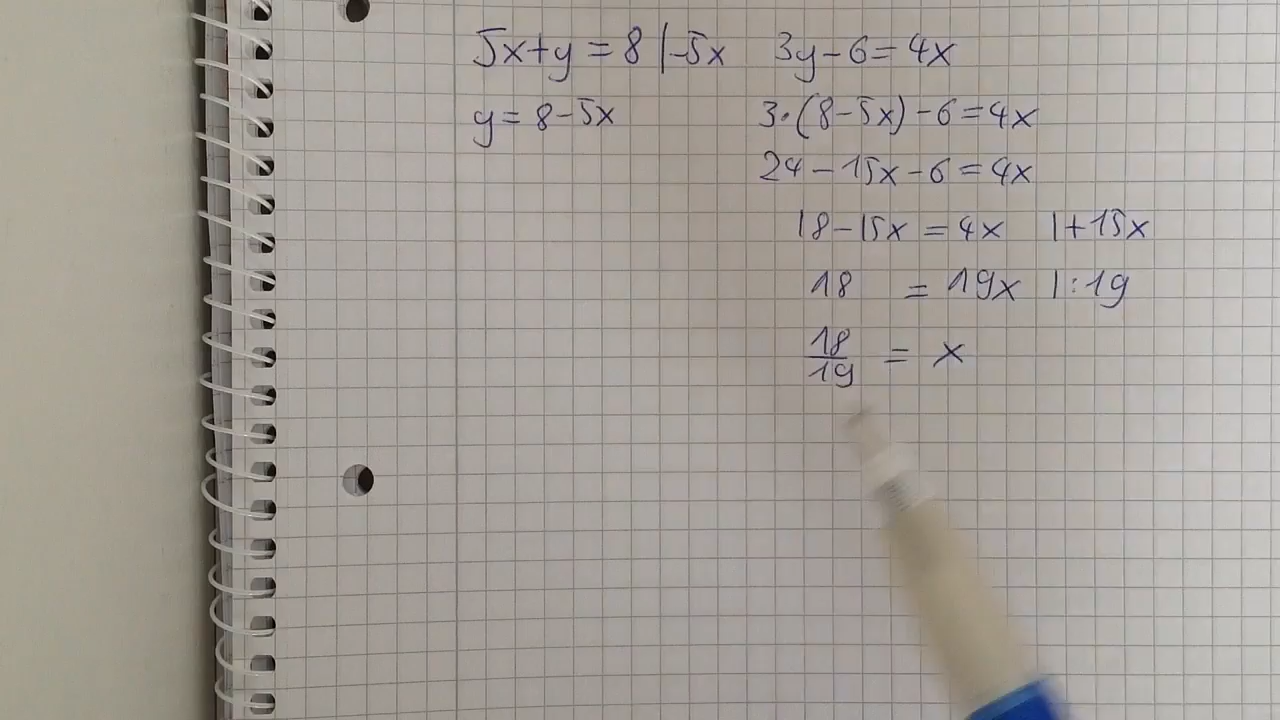 5x+y = 8 |-5x 3y-6=4x
y = 8-5x 3·(8-5x)-6=4x
24-15x-6=4x
18-15x = 4x |+15x
18 = 19x |:19
18/19 = x